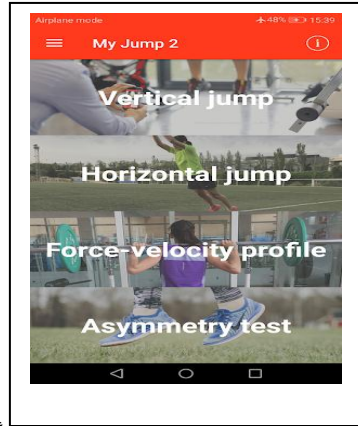 Airplane mode 48% 15:39
My Jump 2
Vertical jump
Horizontal jump
Force-velocity profile
Asymmetry test